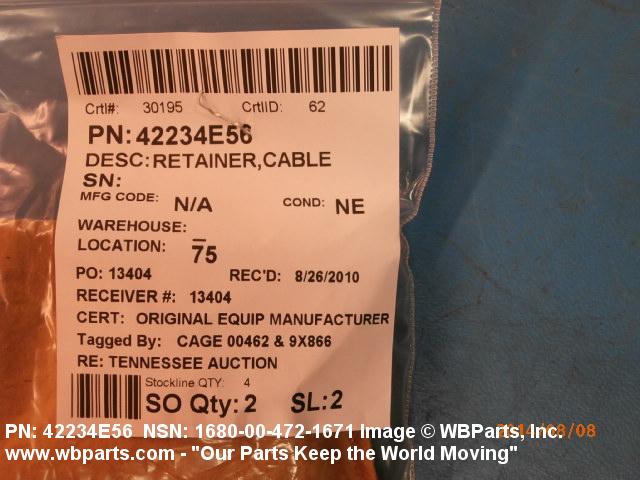 Crtl#: 30195 CrtlID: 62
PN: 42234E56
DESC: RETAINER,CABLE
SN:
MFG CODE: N/A COND: NE
WAREHOUSE:
LOCATION: 75
PO: 13404 REC'D: 8/26/2010
RECEIVER #: 13404
CERT: ORIGINAL EQUIP MANUFACTURER
Tagged By: CAGE 00462 & 9X866
RE: TENNESSEE AUCTION
Stockline QTY: 4
SO Qty: 2 SL: 2
PN: 42234E56 NSN: 1680-00-472-1671 Image © WBParts, Inc.
www.wbparts.com - "Our Parts Keep the World Moving"